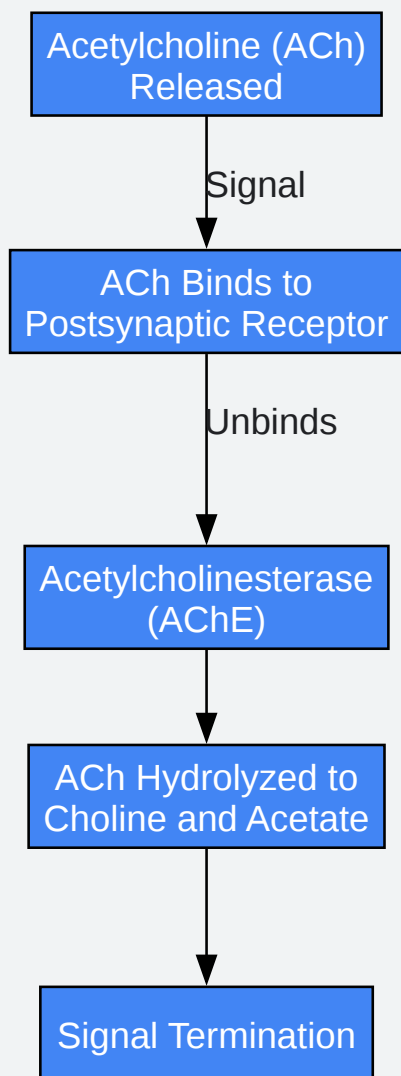 Acetylcholine (ACh)
Released
Signal
ACh Binds to
Postsynaptic Receptor
Unbinds
Acetylcholinesterase
(AChE)
ACh Hydrolyzed to
Choline and Acetate
Signal Termination